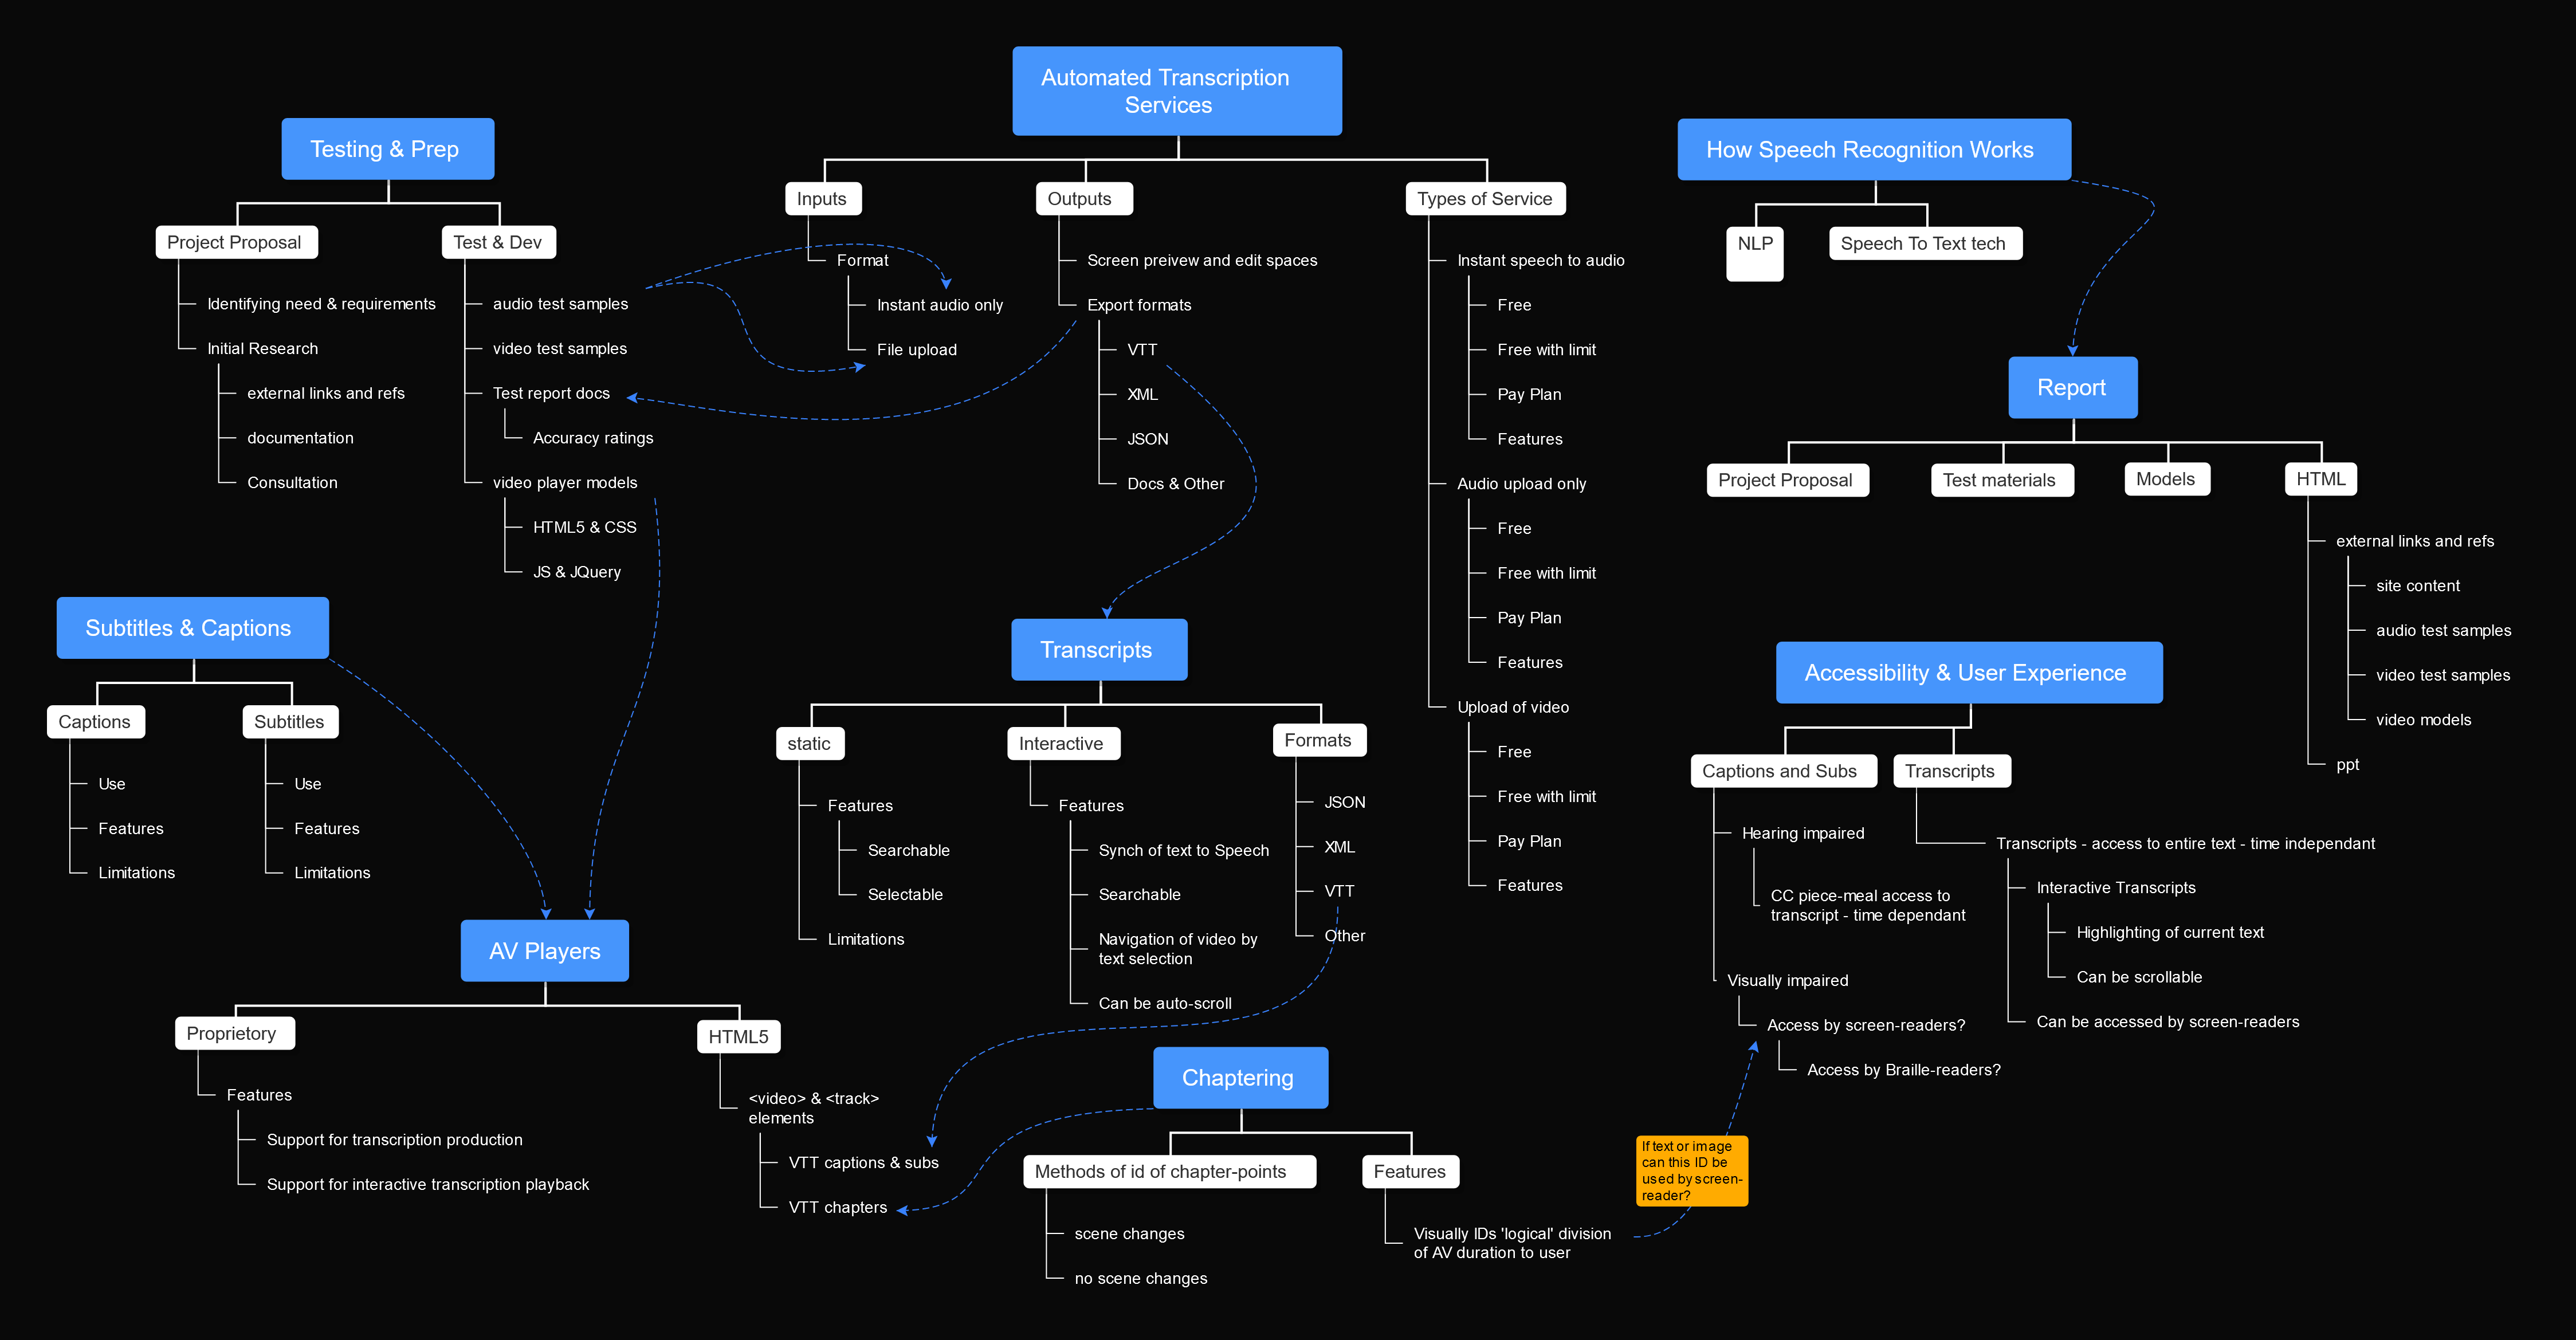 Automated Transcription
Services
Inputs
Format
Instant audio only
File upload
Outputs
Screen preivew and edit spaces
Export formats
VTT
XML
JSON
Docs & Other
Types of Service
Instant speech to audio
Free
Free with limit
Pay Plan
Features
Audio upload only
Free
Free with limit
Pay Plan
Features
Upload of video
Free
Free with limit
Pay Plan
Features
Testing & Prep
Project Proposal
Identifying need & requirements
Initial Research
external links and refs
documentation
Consultation
Test & Dev
audio test samples
video test samples
Test report docs
Accuracy ratings
video player models
HTML5 & CSS
JS & JQuery
How Speech Recognition Works
NLP
Speech To Text tech
Report
Project Proposal
Test materials
Models
HTML
external links and refs
site content
audio test samples
video test samples
video models
ppt
Subtitles & Captions
Captions
Use
Features
Limitations
Subtitles
Use
Features
Limitations
Transcripts
static
Features
Searchable
Selectable
Limitations
Interactive
Features
Synch of text to Speech
Searchable
Navigation of video by
text selection
Can be auto-scroll
Formats
JSON
XML
VTT
Other
Accessibility & User Experience
Captions and Subs
Hearing impaired
CC piece-meal access to
transcript - time dependant
Visually impaired
Access by screen-readers?
Access by Braille-readers?
Transcripts
Transcripts - access to entire text - time independant
Interactive Transcripts
Highlighting of current text
Can be scrollable
Can be accessed by screen-readers
AV Players
Proprietory
Features
Support for transcription production
Support for interactive transcription playback
HTML5
<video> & <track>
elements
VTT captions & subs
VTT chapters
Chaptering
Methods of id of chapter-points
scene changes
no scene changes
Features
Visually IDs 'logical' division
of AV duration to user
If text or image
can this ID be
used by screen-
reader?